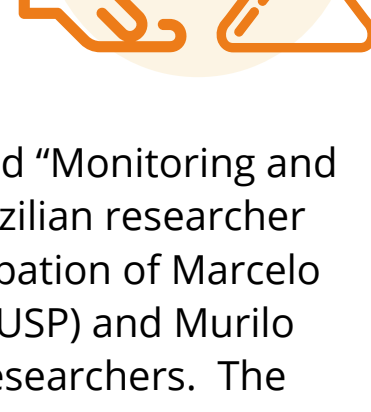 d “Monitoring and
zilian researcher
pation of Marcelo
USP) and Murilo
esearchers.  The